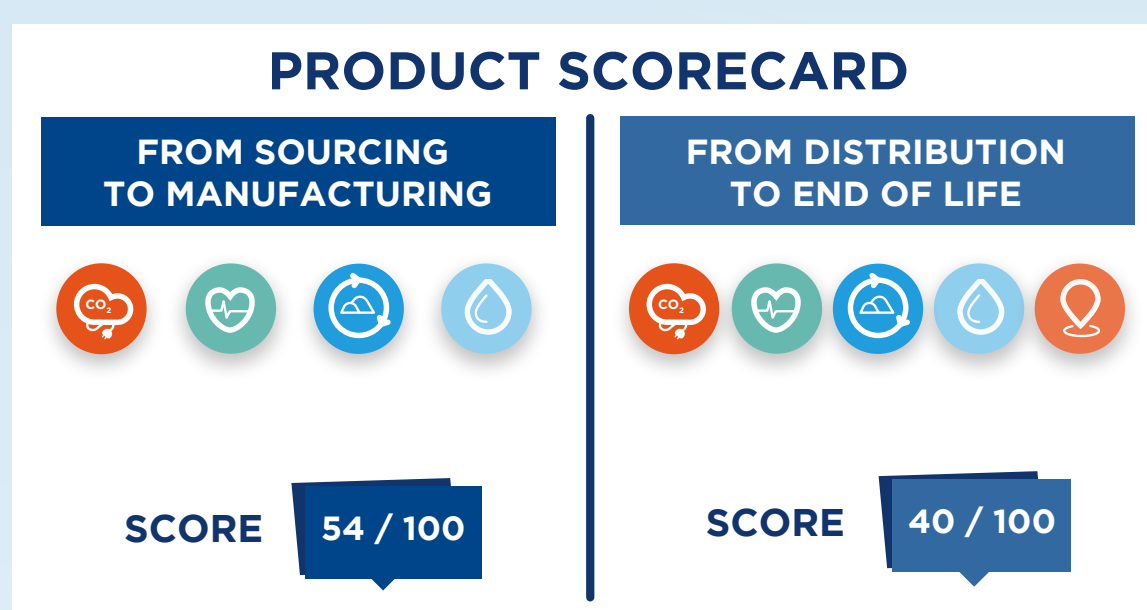 PRODUCT SCORECARD
FROM SOURCING
TO MANUFACTURING
CO2
SCORE
54 / 100
FROM DISTRIBUTION
TO END OF LIFE
CO2
SCORE
40 / 100